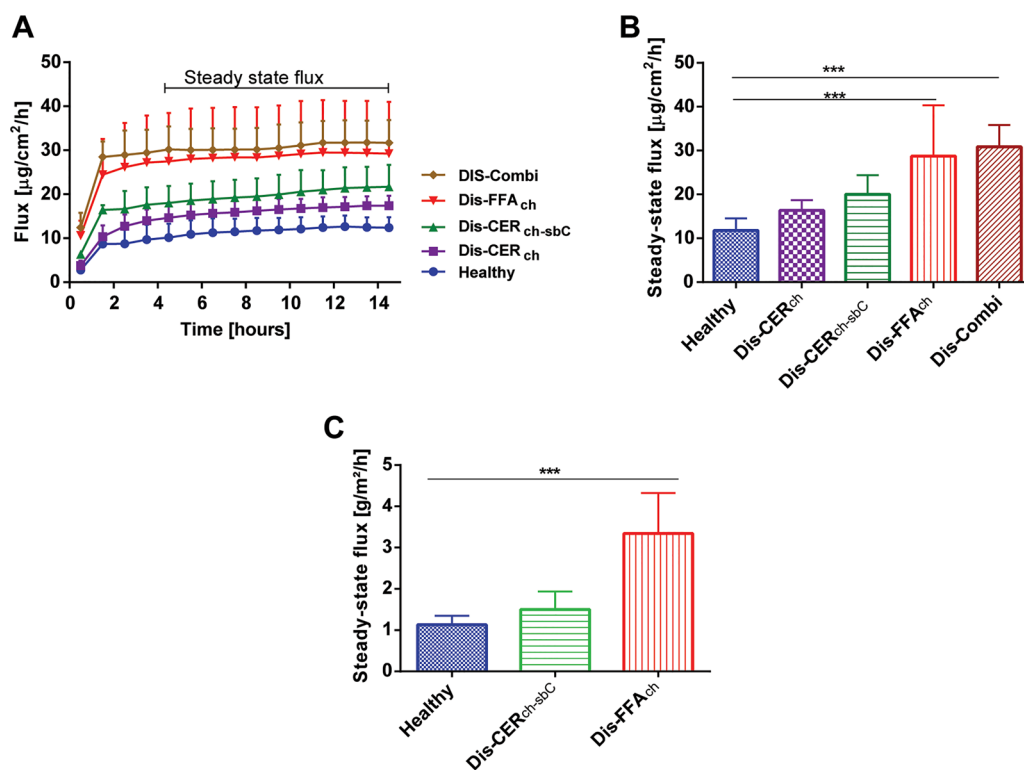 A
Flux [µg/cm²/h]
50
40
30
20
10
0
Steady state flux
0 2 4 6 8 10 12 14
Time [hours]
DIS-Combi
Dis-FFAch
Dis-CERch-sbC
Dis-CERch
Healthy
B
Steady-state flux [µg/cm²/h]
50
40
30
20
10
0
***
***
Healthy
Dis-CERch
Dis-CERch-sbC
Dis-FFAch
Dis-Combi
C
Steady-state flux [g/m²/h]
5
4
3
2
1
0
***
Healthy
Dis-CERch-sbC
Dis-FFAch